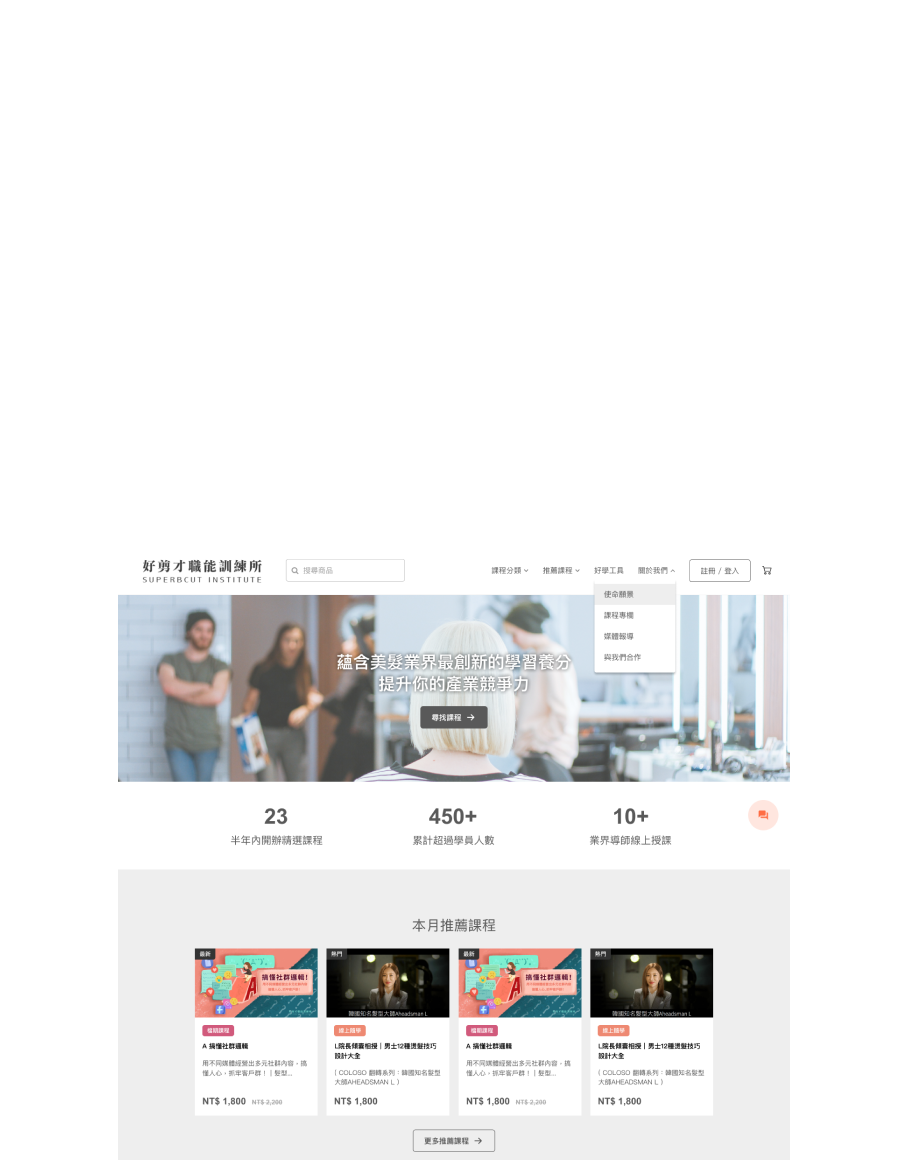 好剪才職能訓練所
SUPERBCUT INSTITUTE
搜尋商品
課程分類
推薦課程
好學工具
關於我們
註冊 / 登入
使命願景
課程專欄
媒體報導
與我們合作
蘊含美髮業界最創新的學習養分
提升你的產業競爭力
尋找課程
23
半年內開辦精選課程
450+
累計超過學員人數
10+
業界導師線上授課
本月推薦課程
最新
搞懂社群邏輯!
檔期課程
A 搞懂社群邏輯
用不同媒體經營出多元社群內容，搞
懂人心，抓牢客戶群！｜髮型...
NT$ 1,800 NT$ 2,200
熱門
韓國知名髮型大師Aheadsman L
線上隨學
L院長傾囊相授｜男士12種燙髮技巧
設計大全
( COLOSO 翻轉系列：韓國知名髮型
大師AHEADSMAN L )
NT$ 1,800
最新
搞懂社群邏輯!
檔期課程
A 搞懂社群邏輯
用不同媒體經營出多元社群內容，搞
懂人心，抓牢客戶群！｜髮型...
NT$ 1,800 NT$ 2,200
熱門
韓國知名髮型大師Aheadsman L
線上隨學
L院長傾囊相授｜男士12種燙髮技巧
設計大全
( COLOSO 翻轉系列：韓國知名髮型
大師AHEADSMAN L )
NT$ 1,800
更多推薦課程